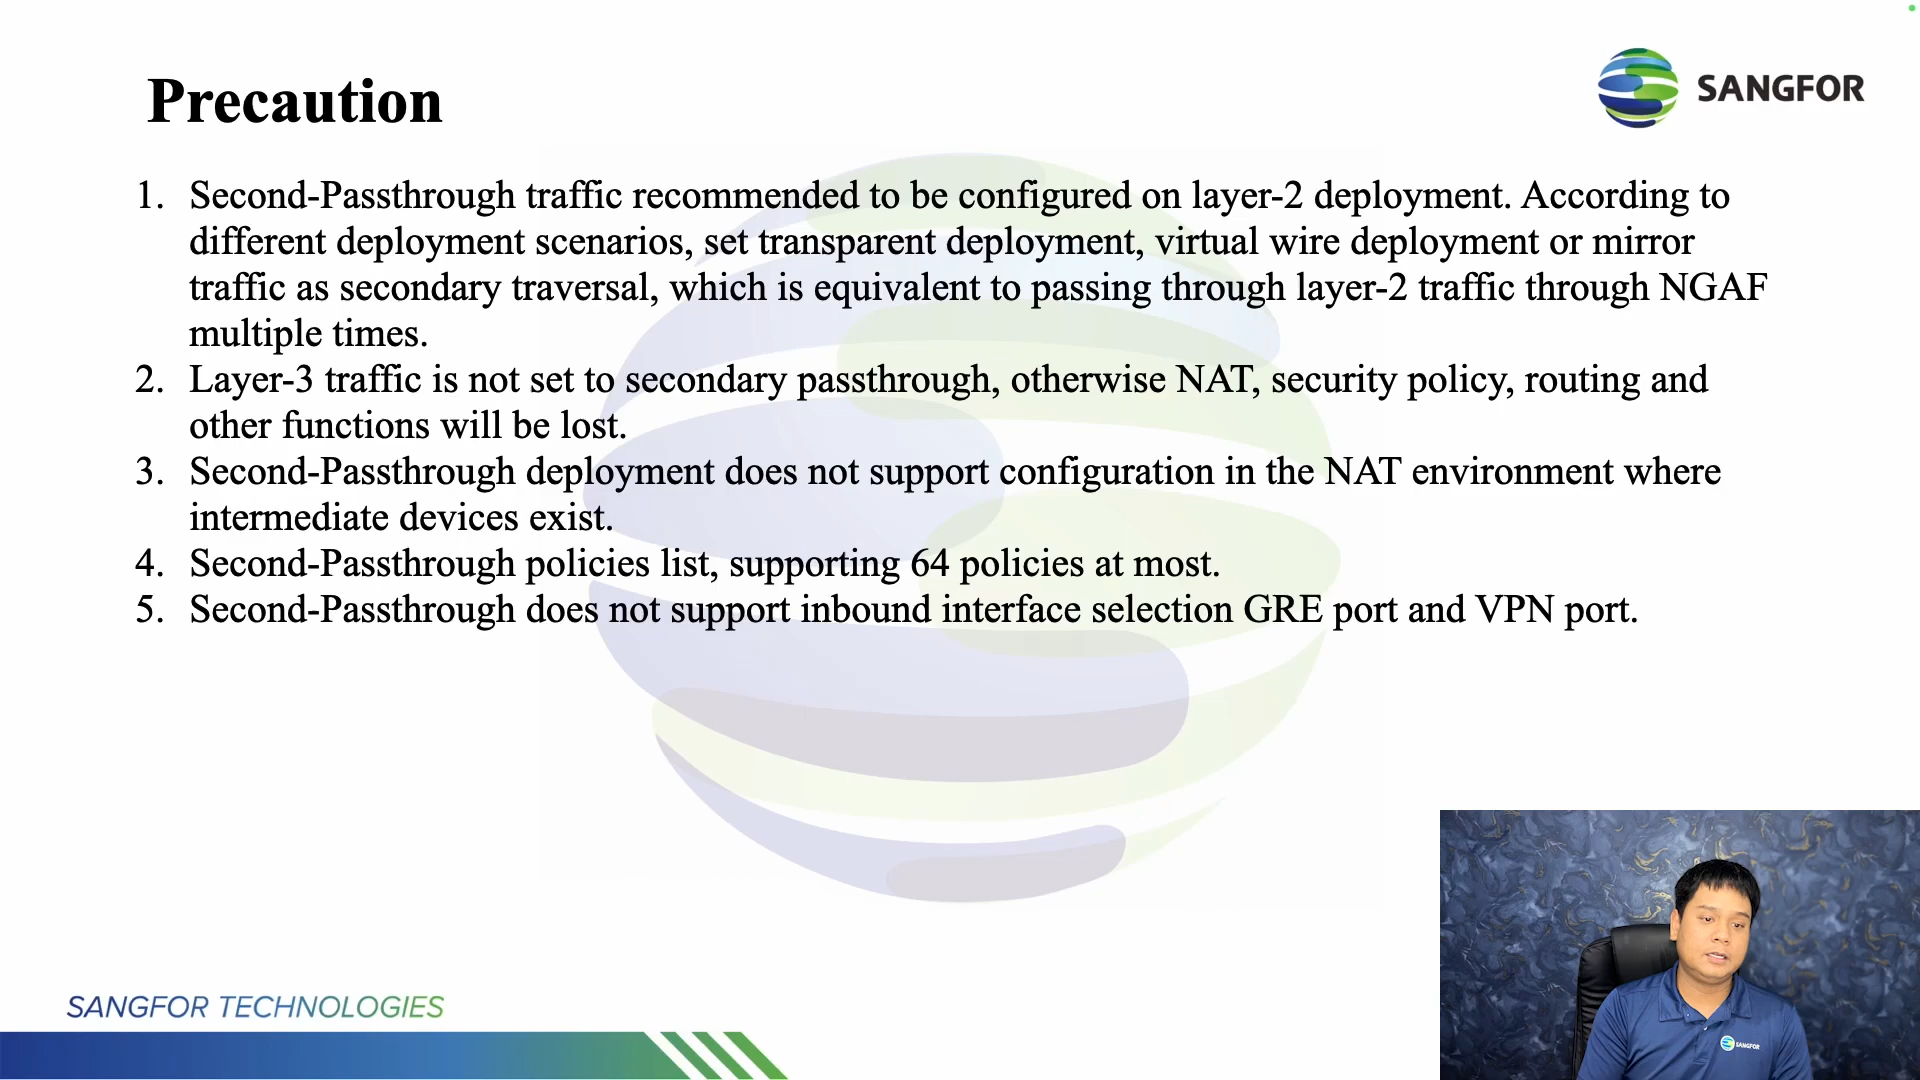 SANGFOR
Precaution
1. Second-Passthrough traffic recommended to be configured on layer-2 deployment. According to
different deployment scenarios, set transparent deployment, virtual wire deployment or mirror
traffic as secondary traversal, which is equivalent to passing through layer-2 traffic through NGAF
multiple times.
2. Layer-3 traffic is not set to secondary passthrough, otherwise NAT, security policy, routing and
other functions will be lost.
3. Second-Passthrough deployment does not support configuration in the NAT environment where
intermediate devices exist.
4. Second-Passthrough policies list, supporting 64 policies at most.
5. Second-Passthrough does not support inbound interface selection GRE port and VPN port.
SANGFOR TECHNOLOGIES
SANGFOR